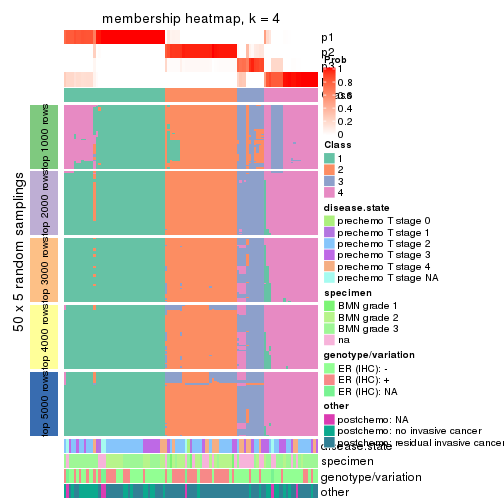 membership heatmap, k = 4
p1
p2
p3
Prob
1
0.8
0.6
0.4
0.2
0
Class
1
2
3
4
disease.state
prechemo T stage 0
prechemo T stage 1
prechemo T stage 2
prechemo T stage 3
prechemo T stage 4
prechemo T stage NA
specimen
BMN grade 1
BMN grade 2
BMN grade 3
na
genotype/variation
ER (IHC): -
ER (IHC): +
ER (IHC): NA
other
postchemo: NA
postchemo: no invasive cancer
postchemo: residual invasive cancer
50 x 5 random samplings
top 1000 rows
top 2000 rows
top 3000 rows
top 4000 rows
top 5000 rows
disease.state
specimen
genotype/variation
other